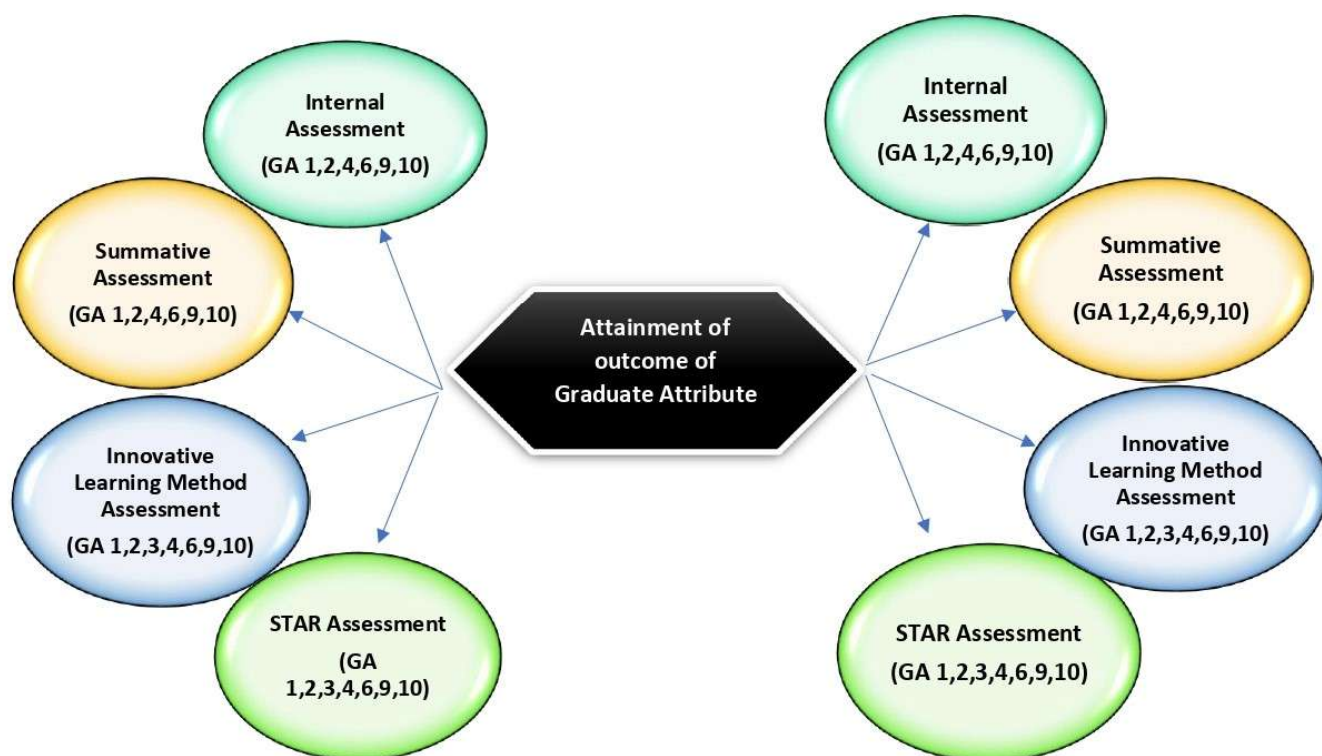 Internal
Assessment
(GA 1,2,4,6,9,10)
Summative
Assessment
(GA 1,2,4,6,9,10)
Innovative
Learning Method
Assessment
(GA 1,2,3,4,6,9,10)
STAR Assessment
(GA
1,2,3,4,6,9,10)
Attainment of
outcome of
Graduate Attribute
Internal
Assessment
(GA 1,2,4,6,9,10)
Summative
Assessment
(GA 1,2,4,6,9,10)
Innovative
Learning Method
Assessment
(GA 1,2,3,4,6,9,10)
STAR Assessment
(GA 1,2,3,4,6,9,10)